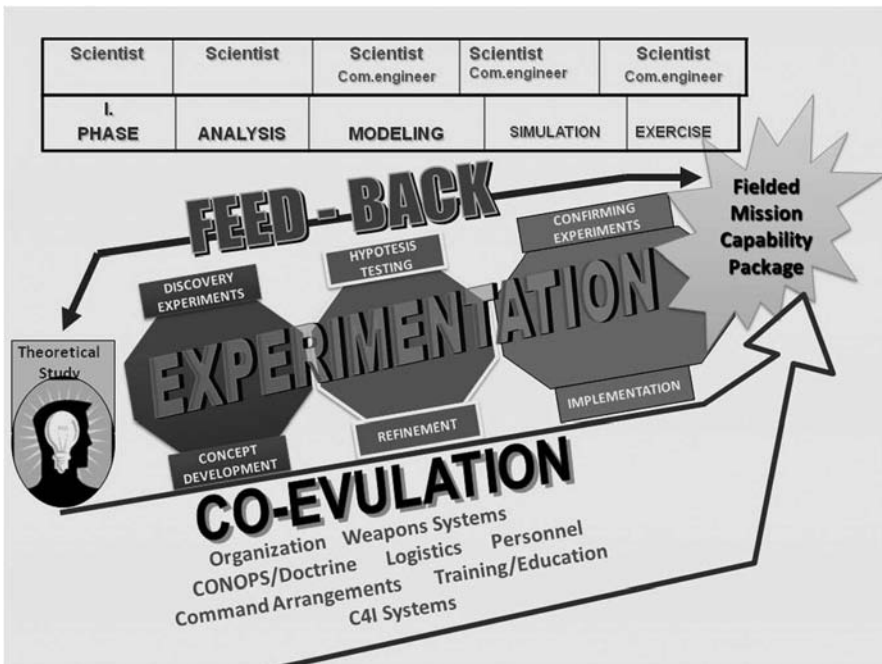 Scientist Scientist Scientist Scientist Scientist
Com.engineer Com.engineer Com.engineer
I.
PHASE ANALYSIS MODELING SIMULATION EXERCISE
FEED - BACK
Fielded
Mission
Capability
Package
CONFIRMING
EXPERIMENTS
HYPOTESIS
TESTING
DISCOVERY
EXPERIMENTS
EXPERIMENTATION
Theoretical
Study
IMPLEMENTATION
REFINEMENT
CONCEPT
DEVELOPMENT
CO-EVULATION
Organization Weapons Systems
CONOPS/Doctrine Logistics Personnel
Command Arrangements Training/Education
C4I Systems